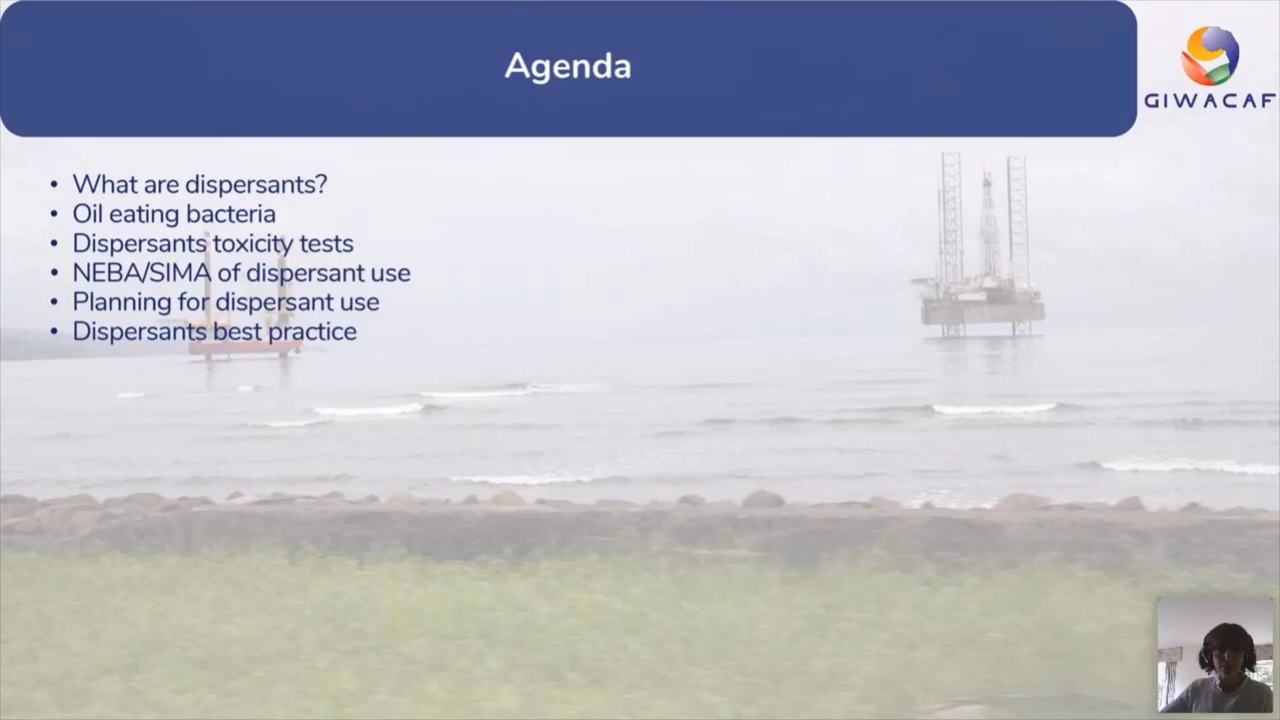 Agenda
GIWACAF
• What are dispersants?
• Oil eating bacteria
• Dispersants toxicity tests
• NEBA/SIMA of dispersant use
• Planning for dispersant use
• Dispersants best practice